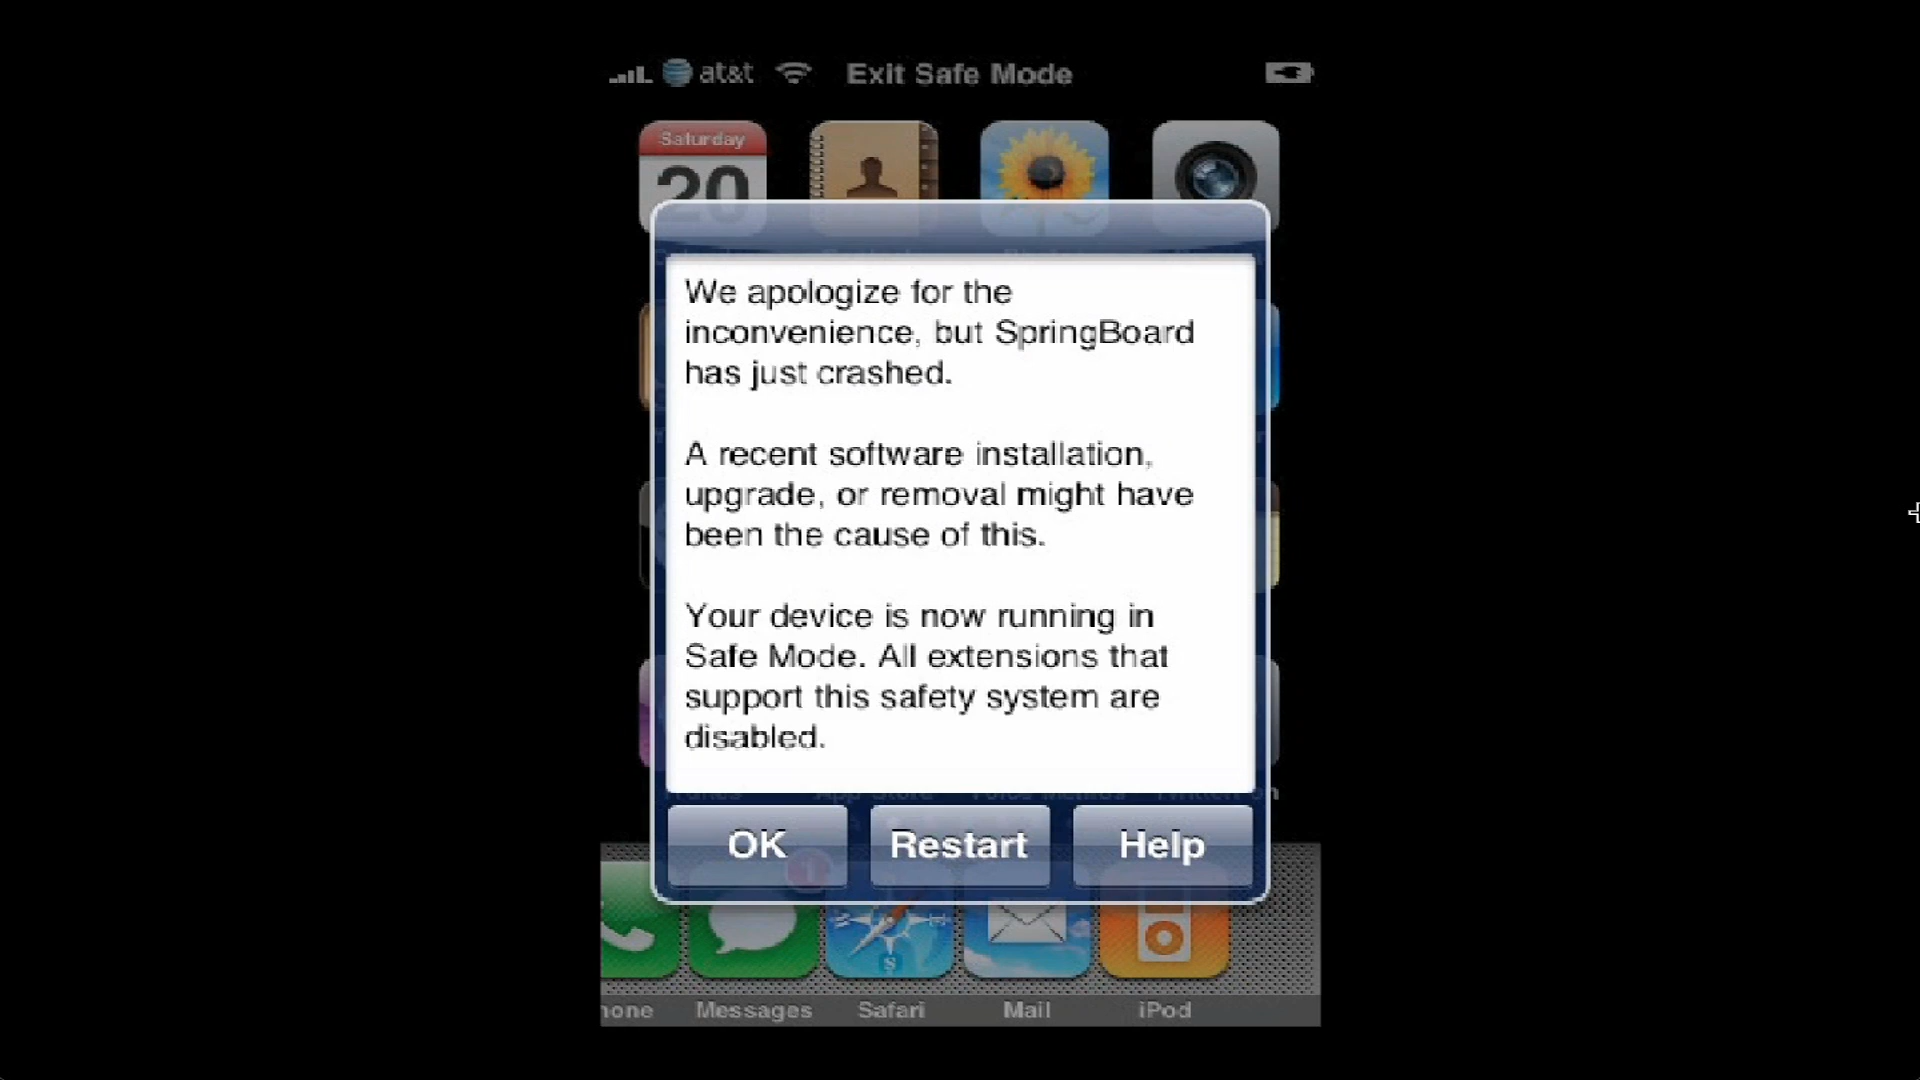 at&t Exit Safe Mode
Saturday
20
We apologize for the
inconvenience, but SpringBoard
has just crashed.
A recent software installation,
upgrade, or removal might have
been the cause of this.
Your device is now running in
Safe Mode. All extensions that
support this safety system are
disabled.
OK Restart Help
1
hone Messages Safari Mail iPod